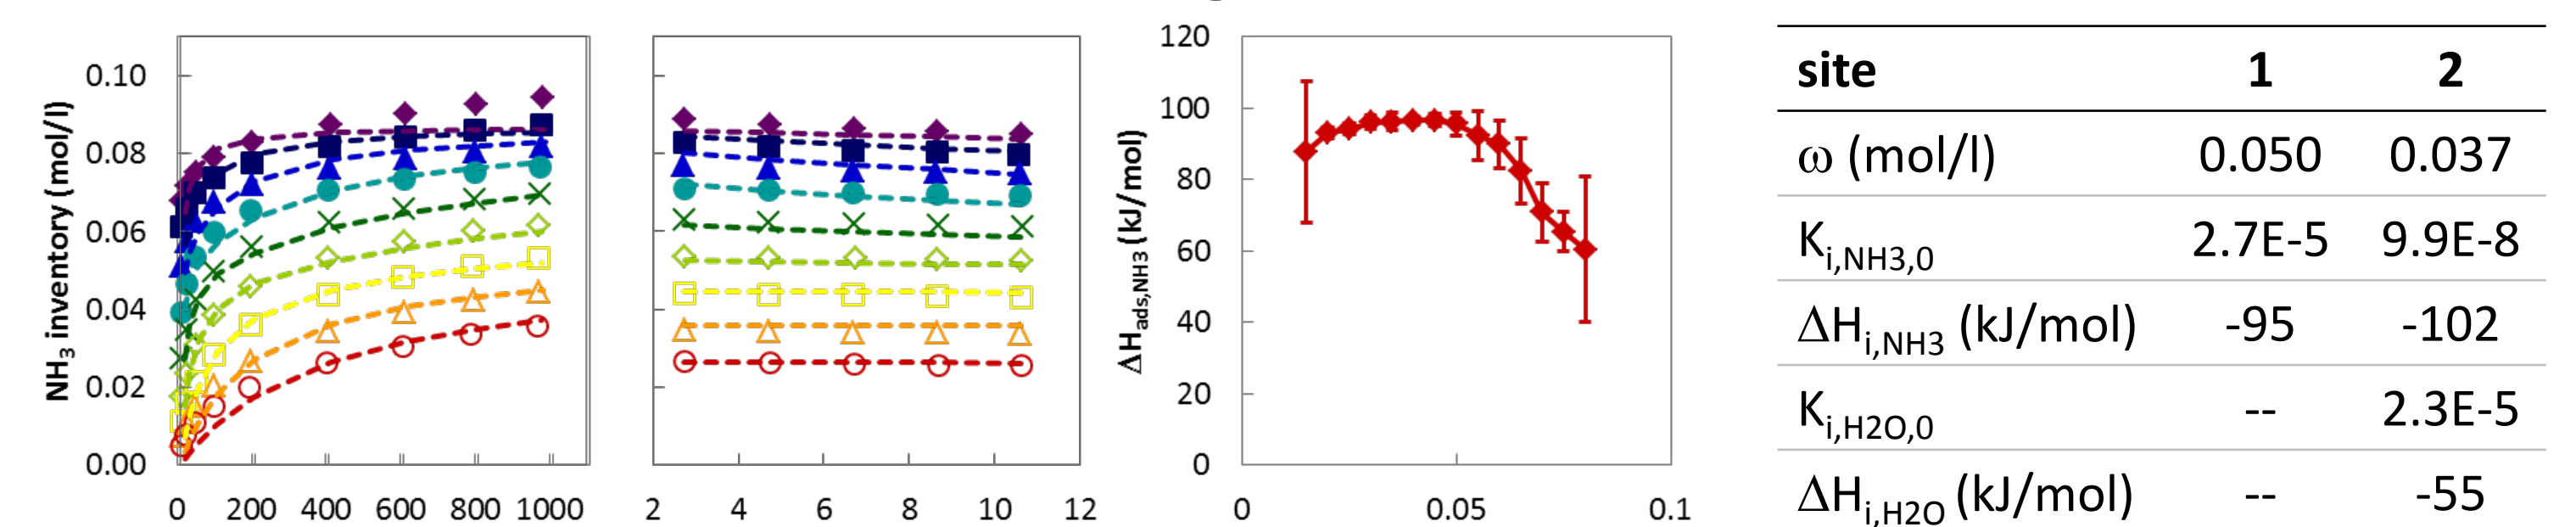 NH3 inventory (mol/l)
0.10
0.08
0.06
0.04
0.02
0.00
0 200 400 600 800 1000
2 4 6 8 10 12
ΔHads,NH3 (kJ/mol)
120
100
80
60
40
20
0
0 0.05 0.1
site 1 2
ω (mol/l) 0.050 0.037
Ki,NH3,0 2.7E-5 9.9E-8
ΔHi,NH3 (kJ/mol) -95 -102
Ki,H2O,0 -- 2.3E-5
ΔHi,H2O (kJ/mol) -- -55